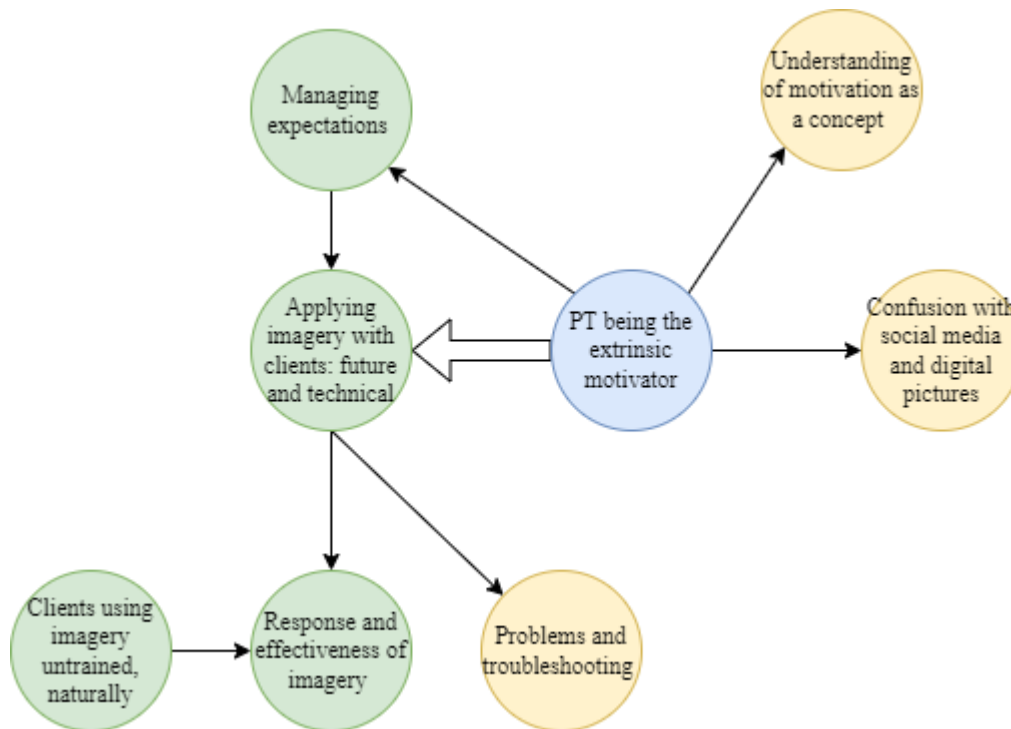 Understanding
of motivation as
a concept
Managing
expectations
Applying
imagery with
clients: future
and technical
PT being the
extrinsic
motivator
Confusion with
social media
and digital
pictures
Clients using
imagery
untrained,
naturally
Response and
effectiveness of
imagery
Problems and
troubleshooting